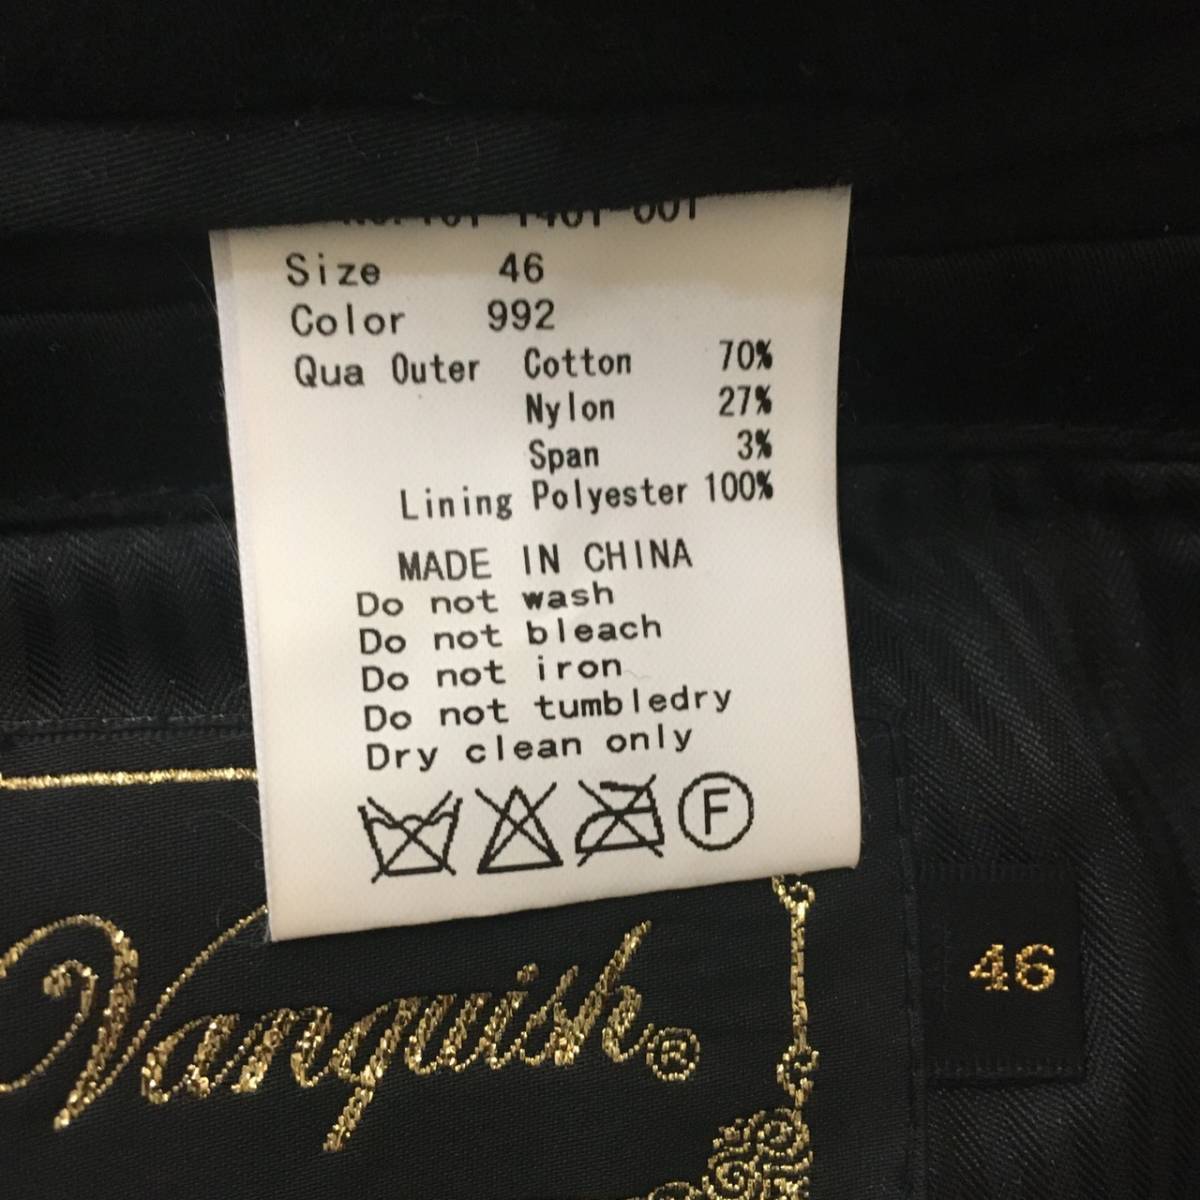 Size 46
Color 992
Qua Outer Cotton 70%
Nylon 27%
Span 3%
Lining Polyester 100%
MADE IN CHINA
Do not wash
Do not bleach
Do not iron
Do not tumbledry
Dry clean only
F
Vanquish®
46